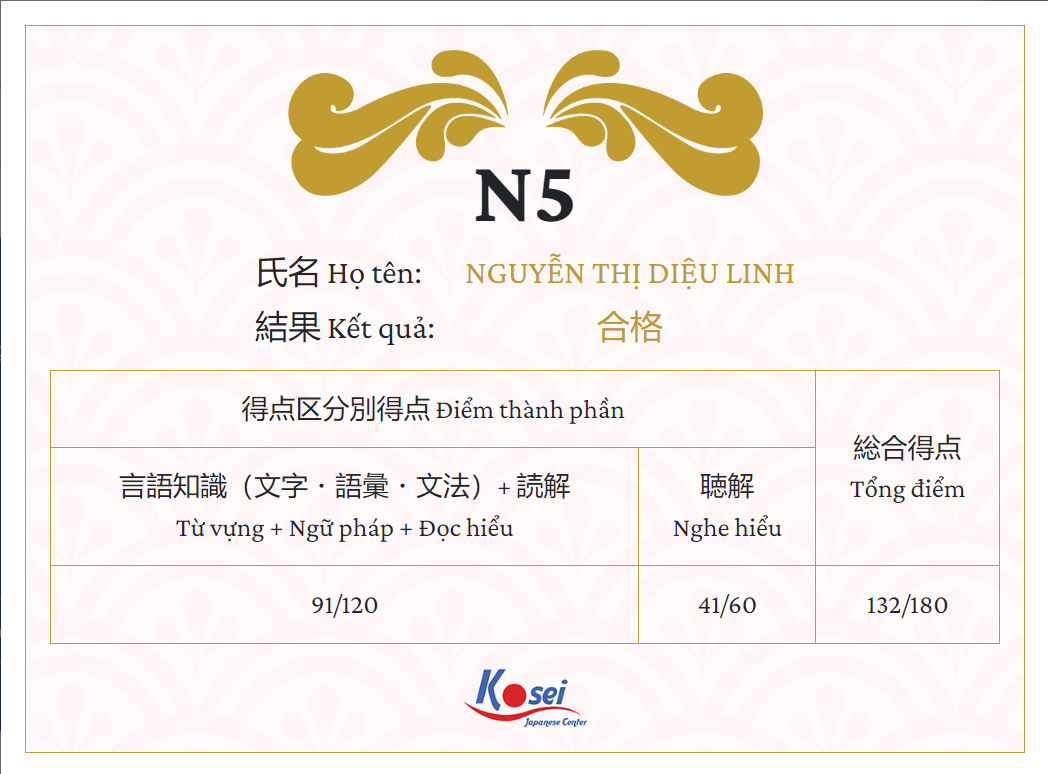 N5
氏名 Họ tên: NGUYỄN THỊ DIỆU LINH
結果 Kết quả: 合格
得点区分別得点 Điểm thành phần
総合得点
Tổng điểm
言語知識（文字・語彙・文法）+ 読解
Từ vựng + Ngữ pháp + Đọc hiểu
聴解
Nghe hiểu
91/120 41/60 132/180
Kosei
Japanese Center